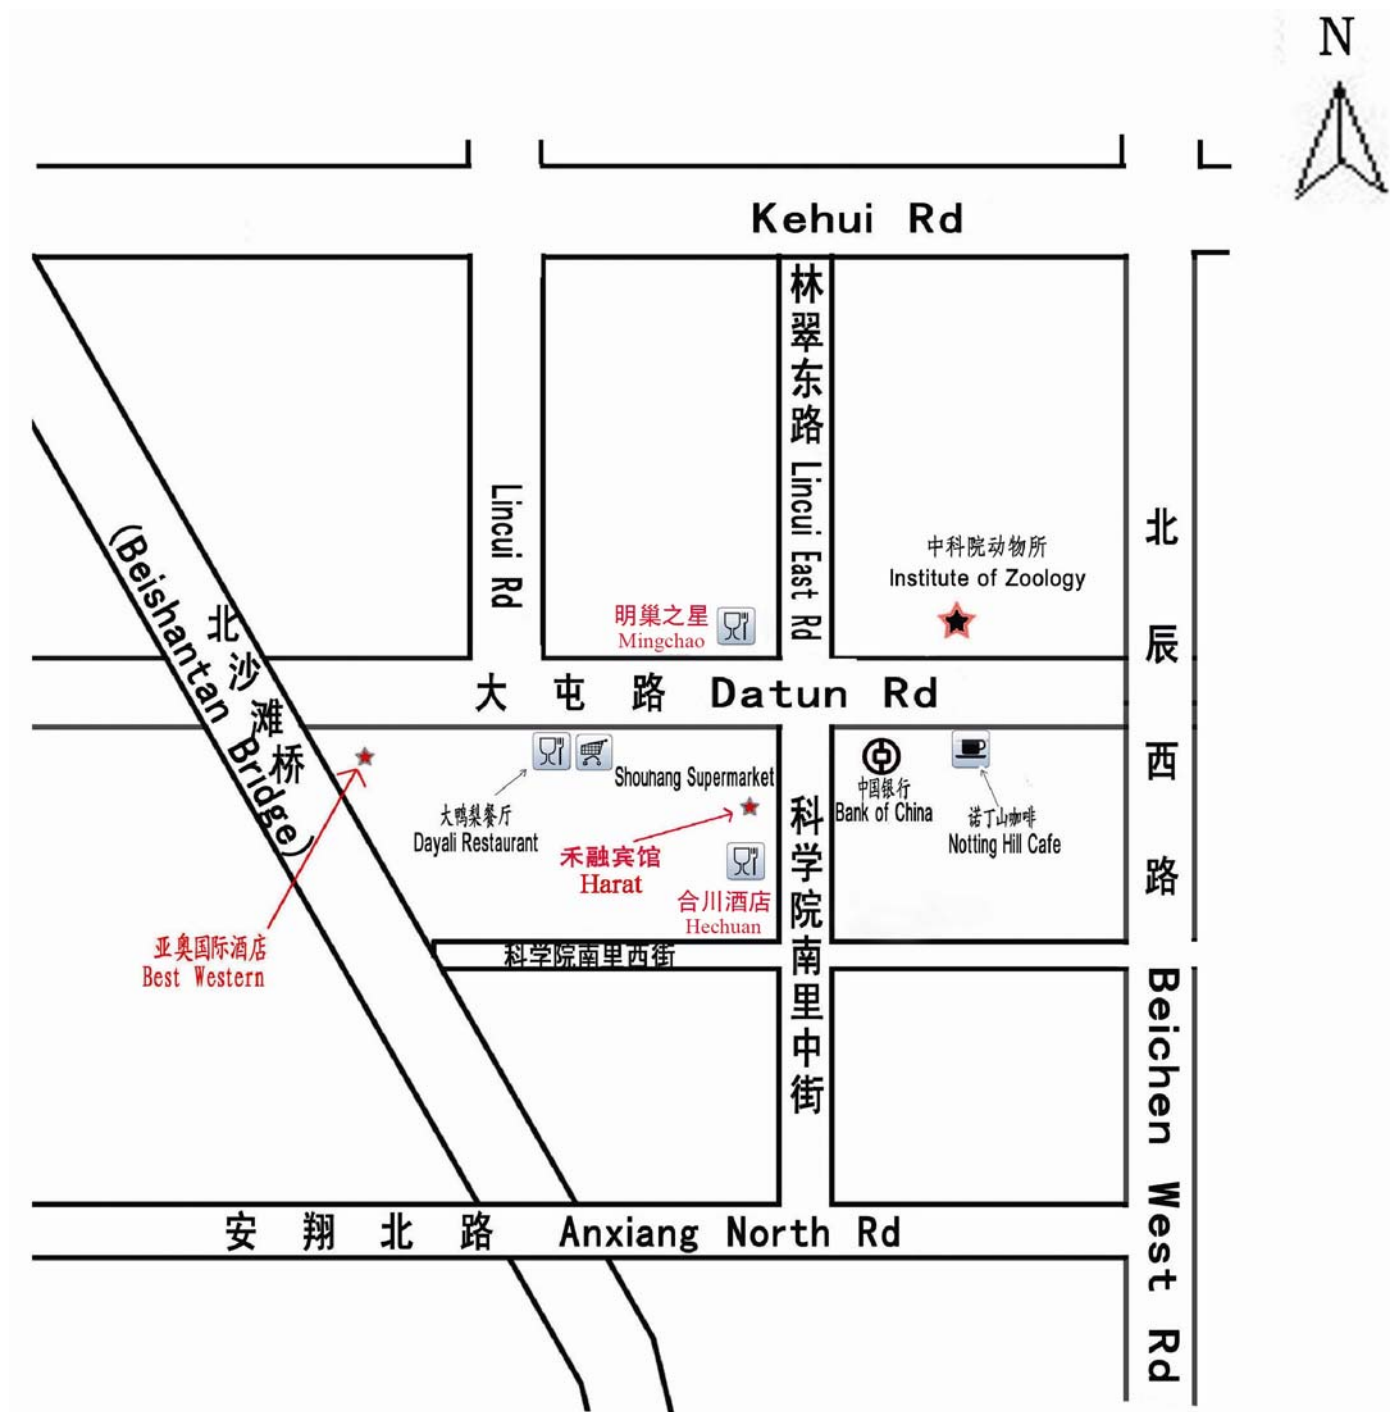 N
Kehui Rd
林翠东路 Lincui East Rd
Lincui Rd
(Beishantan Bridge)
北沙滩桥
中科院动物所
Institute of Zoology
明巢之星
Mingchao
大屯路 Datun Rd
北辰西路
Beichen West Rd
Shouhang Supermarket
大鸭梨餐厅
Dayali Restaurant
中国银行
Bank of China
诺丁山咖啡
Notting Hill Cafe
禾融宾馆
Harat
合川酒店
Hechuan
科学院南里中街
亚奥国际酒店
Best Western
科学院南里西街
安翔北路 Anxiang North Rd